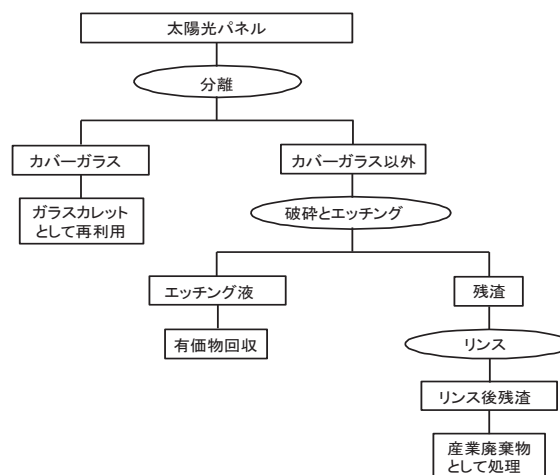 太陽光パネル
分離
カバーガラス
カバーガラス以外
ガラスカレット
として再利用
破砕とエッチング
エッチング液
残渣
有価物回収
リンス
リンス後残渣
産業廃棄物
として処理